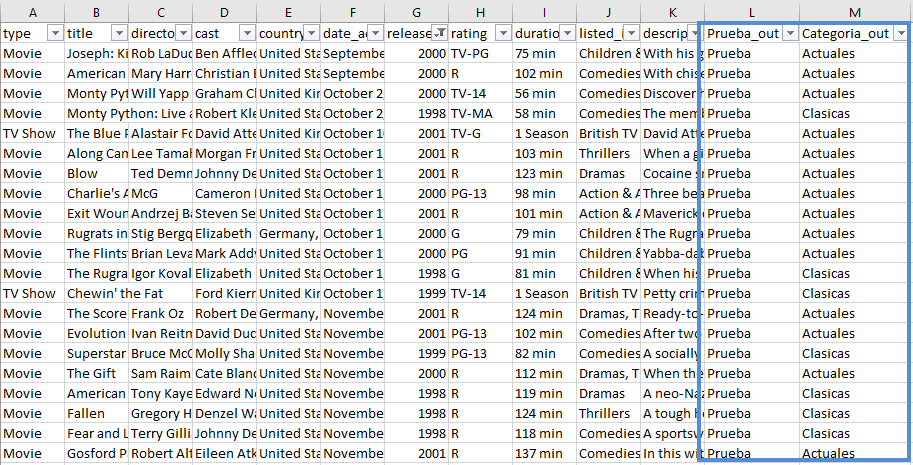 A B C D E F G H I J K L M
type title directo cast country date_ac release rating duratio listed_i descrip Prueba_out Categoria_out
Movie Joseph: Ki Rob LaDuc Ben Affle United Sta Septembe 2000 TV-PG 75 min Children & With his Prueba Actuales
Movie American Mary Harr Christian United Sta Septembe 2000 R 102 min Comedies With chis Prueba Actuales
Movie Monty Pyt Will Yapp Graham C United Kin October 2, 2000 TV-14 56 min Comedies Discover Prueba Actuales
Movie Monty Python: Live a Robert Kle United Sta October 2, 1998 TV-MA 58 min Comedies The mem Prueba Clasicas
TV Show The Blue P Alastair Fo David Atte United Kin October 1 2001 TV-G 1 Season British TV David Atte Prueba Actuales
Movie Along Cam Lee Tamah Morgan Fr United Sta October 1, 2001 R 103 min Thrillers When a gi Prueba Actuales
Movie Blow Ted Demn Johnny De United Sta October 1, 2001 R 123 min Dramas Cocaine s Prueba Actuales
Movie Charlie's A McG Cameron United Sta October 1, 2000 PG-13 98 min Action & A Three bea Prueba Actuales
Movie Exit Woun Andrzej Ba Steven Se United Sta October 1, 2001 R 101 min Action & A Maverick Prueba Actuales
Movie Rugrats in Stig Bergq Elizabeth Germany, October 1, 2000 G 79 min Children & The Rugra Prueba Actuales
Movie The Flints Brian Leva Mark Addy United Sta October 1, 2000 PG 91 min Children & Yabba-dab Prueba Actuales
Movie The Rugra Igor Koval Elizabeth United Sta October 1, 1998 G 81 min Children & When his Prueba Clasicas
TV Show Chewin' the Fat Ford Kierr United Kin October 1, 1999 TV-14 1 Season British TV Petty crin Prueba Clasicas
Movie The Score Frank Oz Robert De Germany, Novembe 2001 R 124 min Dramas, T Ready-to- Prueba Actuales
Movie Evolution Ivan Reitn David Duc United Sta Novembe 2001 PG-13 102 min Comedies After two Prueba Actuales
Movie Superstar Bruce McC Molly Sha United Sta Novembe 1999 PG-13 82 min Comedies A socially Prueba Clasicas
Movie The Gift Sam Raim Cate Blanc United Sta Novembe 2000 R 112 min Dramas, T When the Prueba Actuales
Movie American Tony Kaye Edward No United Sta Novembe 1998 R 119 min Dramas A neo-Naz Prueba Clasicas
Movie Fallen Gregory H Denzel Wa United Sta Novembe 1998 R 124 min Thrillers A tough h Prueba Clasicas
Movie Fear and L Terry Gilli Johnny De United Sta Novembe 1998 R 118 min Comedies A sportsw Prueba Clasicas
Movie Gosford P Robert Alt Eileen Atk United Sta Novembe 2001 R 137 min Comedies In this wit Prueba Actuales